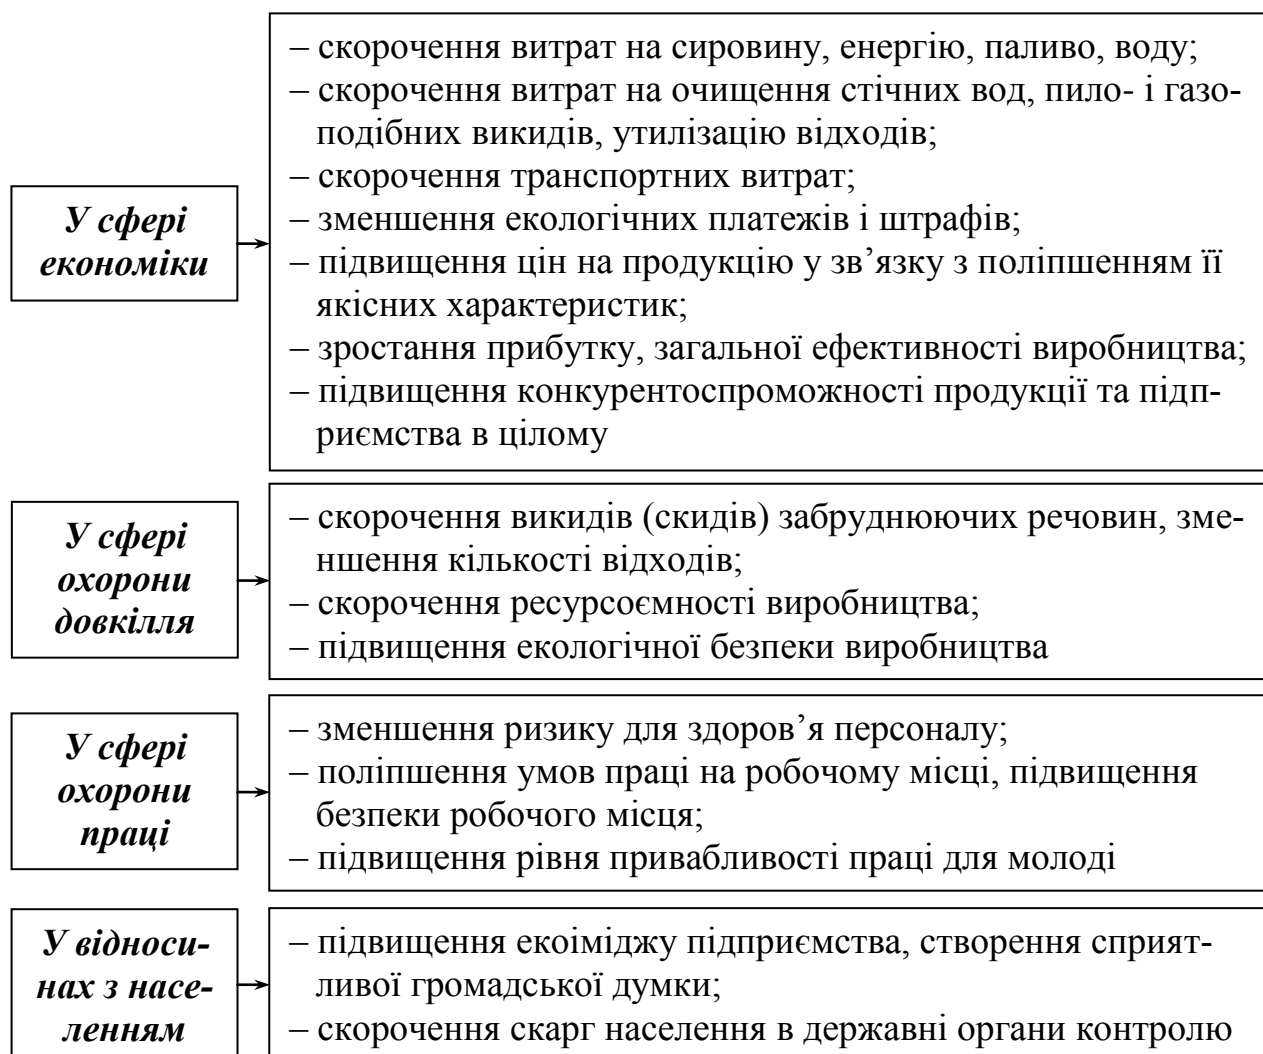 У сфері
економіки
– скорочення витрат на сировину, енергію, паливо, воду;
– скорочення витрат на очищення стічних вод, пило- і газо-
подібних викидів, утилізацію відходів;
– скорочення транспортних витрат;
– зменшення екологічних платежів і штрафів;
– підвищення цін на продукцію у зв’язку з поліпшенням її
якісних характеристик;
– зростання прибутку, загальної ефективності виробництва;
– підвищення конкурентоспроможності продукції та підп-
риємства в цілому
У сфері
охорони
довкілля
– скорочення викидів (скидів) забруднюючих речовин, зме-
ншення кількості відходів;
– скорочення ресурсоємності виробництва;
– підвищення екологічної безпеки виробництва
У сфері
охорони
праці
– зменшення ризику для здоров’я персоналу;
– поліпшення умов праці на робочому місці, підвищення
безпеки робочого місця;
– підвищення рівня привабливості праці для молоді
У відноси-
нах з насе-
ленням
– підвищення екоіміджу підприємства, створення сприят-
ливої громадської думки;
– скорочення скарг населення в державні органи контролю